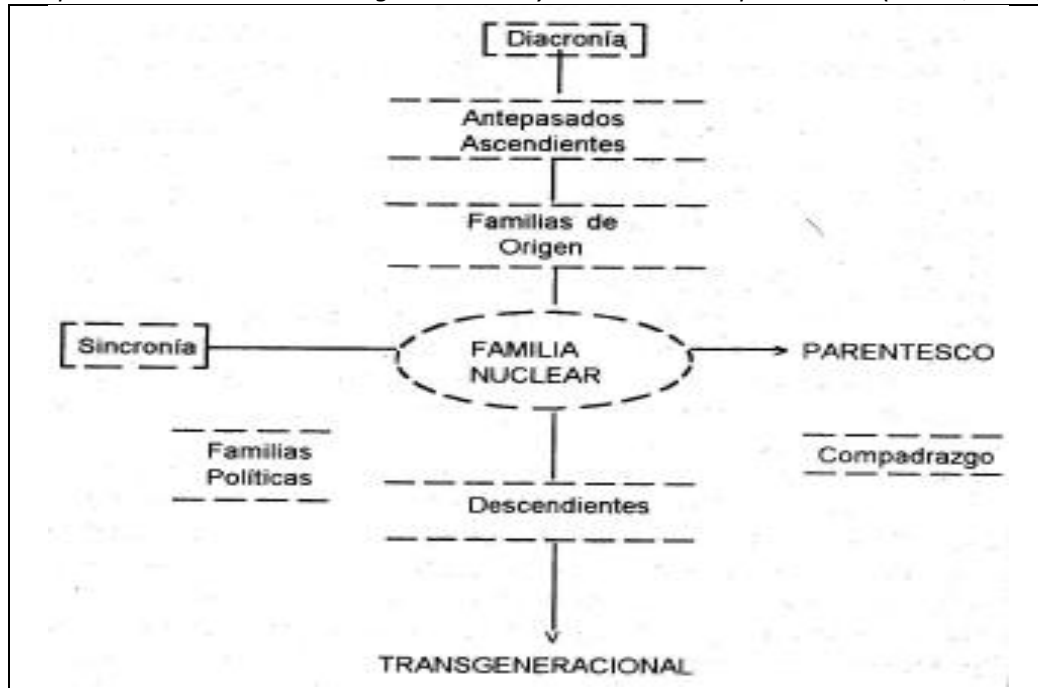 Diacronía
Antepasados
Ascendientes
Familias de
Origen
Sincronía
FAMILIA
NUCLEAR
PARENTESCO
Familias
Políticas
Compadrazgo
Descendientes
TRANSGENERACIONAL